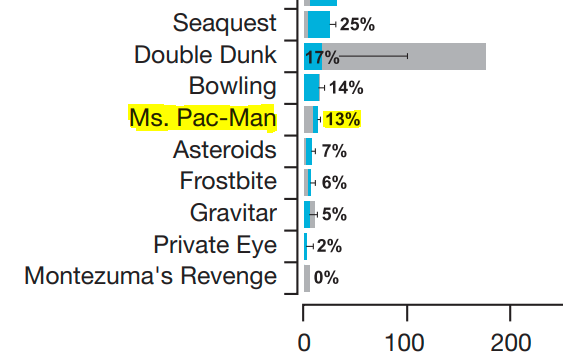 Seaquest 25%
Double Dunk 17%
Bowling 14%
Ms. Pac-Man 13%
Asteroids 7%
Frostbite 6%
Gravitar 5%
Private Eye 2%
Montezuma's Revenge 0%
0 100 200